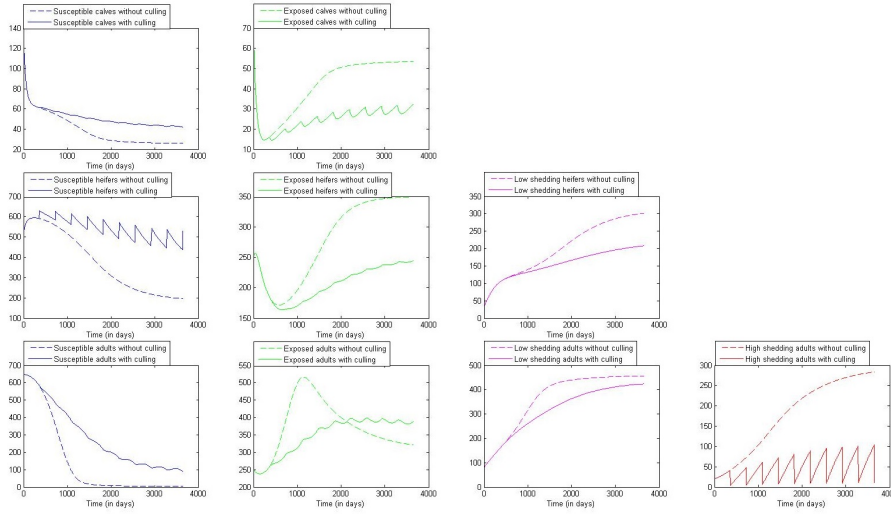 Susceptible calves without culling
Susceptible calves with culling
140
120
100
80
60
40
20
0 1000 2000 3000 4000
Time (in days)
Exposed calves without culling
Exposed calves with culling
70
60
50
40
30
20
10
0 1000 2000 3000 4000
Time (in days)
Susceptible heifers without culling
Susceptible heifers with culling
700
600
500
400
300
200
100
0 1000 2000 3000 4000
Time (in days)
Exposed heifers without culling
Exposed heifers with culling
350
300
250
200
150
0 1000 2000 3000 4000
Time (in days)
Low shedding heifers without culling
Low shedding heifers with culling
350
300
250
200
150
100
50
0
0 1000 2000 3000 4000
Time (in days)
Susceptible adults without culling
Susceptible adults with culling
700
600
500
400
300
200
100
0
0 1000 2000 3000 4000
Time (in days)
Exposed adults without culling
Exposed adults with culling
550
500
450
400
350
300
250
200
0 1000 2000 3000 4000
Time (in days)
Low shedding adults without culling
Low shedding adults with culling
500
400
300
200
100
0
0 1000 2000 3000 4000
Time (in days)
High shedding adults without culling
High shedding adults with culling
300
250
200
150
100
50
0
0 1000 2000 3000 4000
Time (in days)